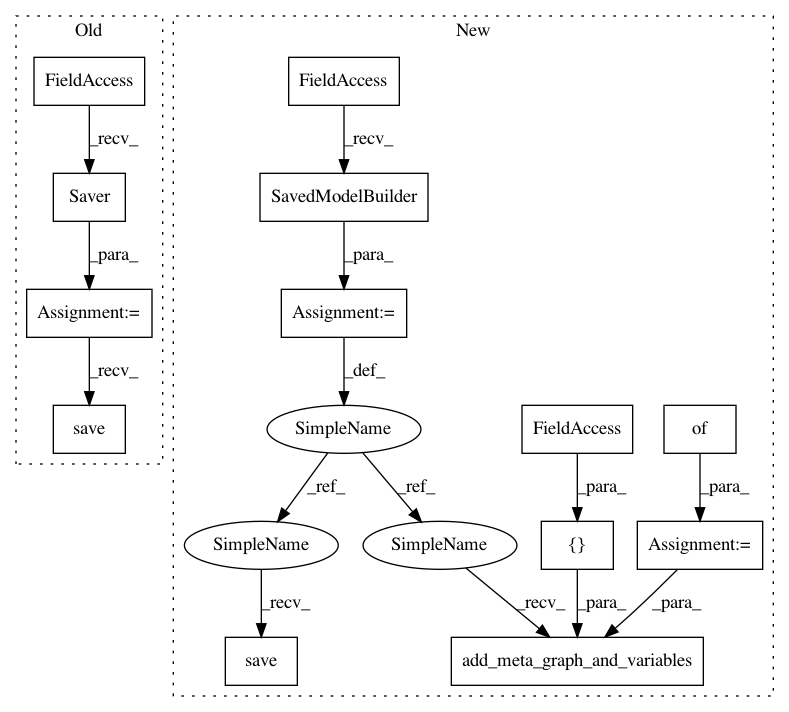 Old
New
FieldAccess
_recv_
Saver
_para_
Assignment:=
_recv_
save
FieldAccess
_recv_
SavedModelBuilder
_para_
Assignment:=
_def_
SimpleName
FieldAccess
of
_ref_
_ref_
_para_
_para_
SimpleName
SimpleName
{}
Assignment:=
_recv_
_recv_
_para_
_para_
save
add_meta_graph_and_variables